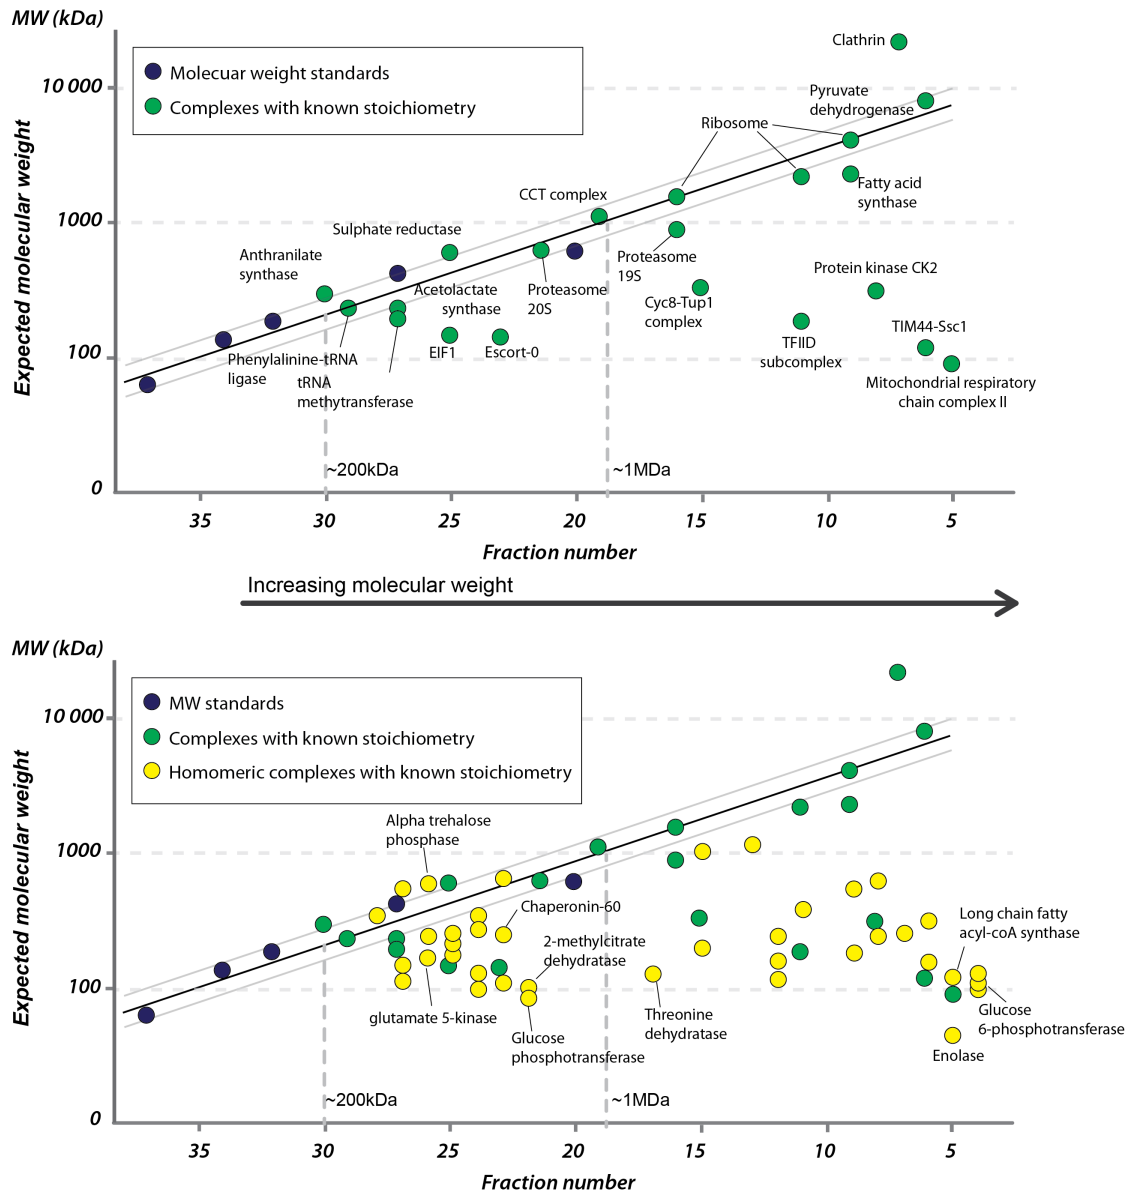 MW (kDa)
Molecuar weight standards
Complexes with known stoichiometry
Clathrin
10 000
Pyruvate
dehydrogenase
Ribosome
Expected molecular weight
CCT complex
Fatty acid
synthase
1000
Sulphate reductase
Anthranilate
synthase
Proteasome
19S
Protein kinase CK2
Acetolactate
synthase
Proteasome
20S
Cyc8-Tup1
complex
TIM44-Ssc1
TFIID
subcomplex
100
Phenylalinine-tRNA
ligase
EIF1
Escort-0
tRNA
methytransferase
Mitochondrial respiratory
chain complex II
~200kDa
~1MDa
0
35
30
25
20
15
10
5
Fraction number
Increasing molecular weight
MW (kDa)
MW standards
Complexes with known stoichiometry
Homomeric complexes with known stoichiometry
10 000
Expected molecular weight
Alpha trehalose
phosphase
1000
Chaperonin-60
Long chain fatty
acyl-coA synthase
2-methylcitrate
dehydratase
100
glutamate 5-kinase
Threonine
dehydratase
Glucose
6-phosphotransferase
Glucose
phosphotransferase
Enolase
~200kDa
~1MDa
0
35
30
25
20
15
10
5
Fraction number